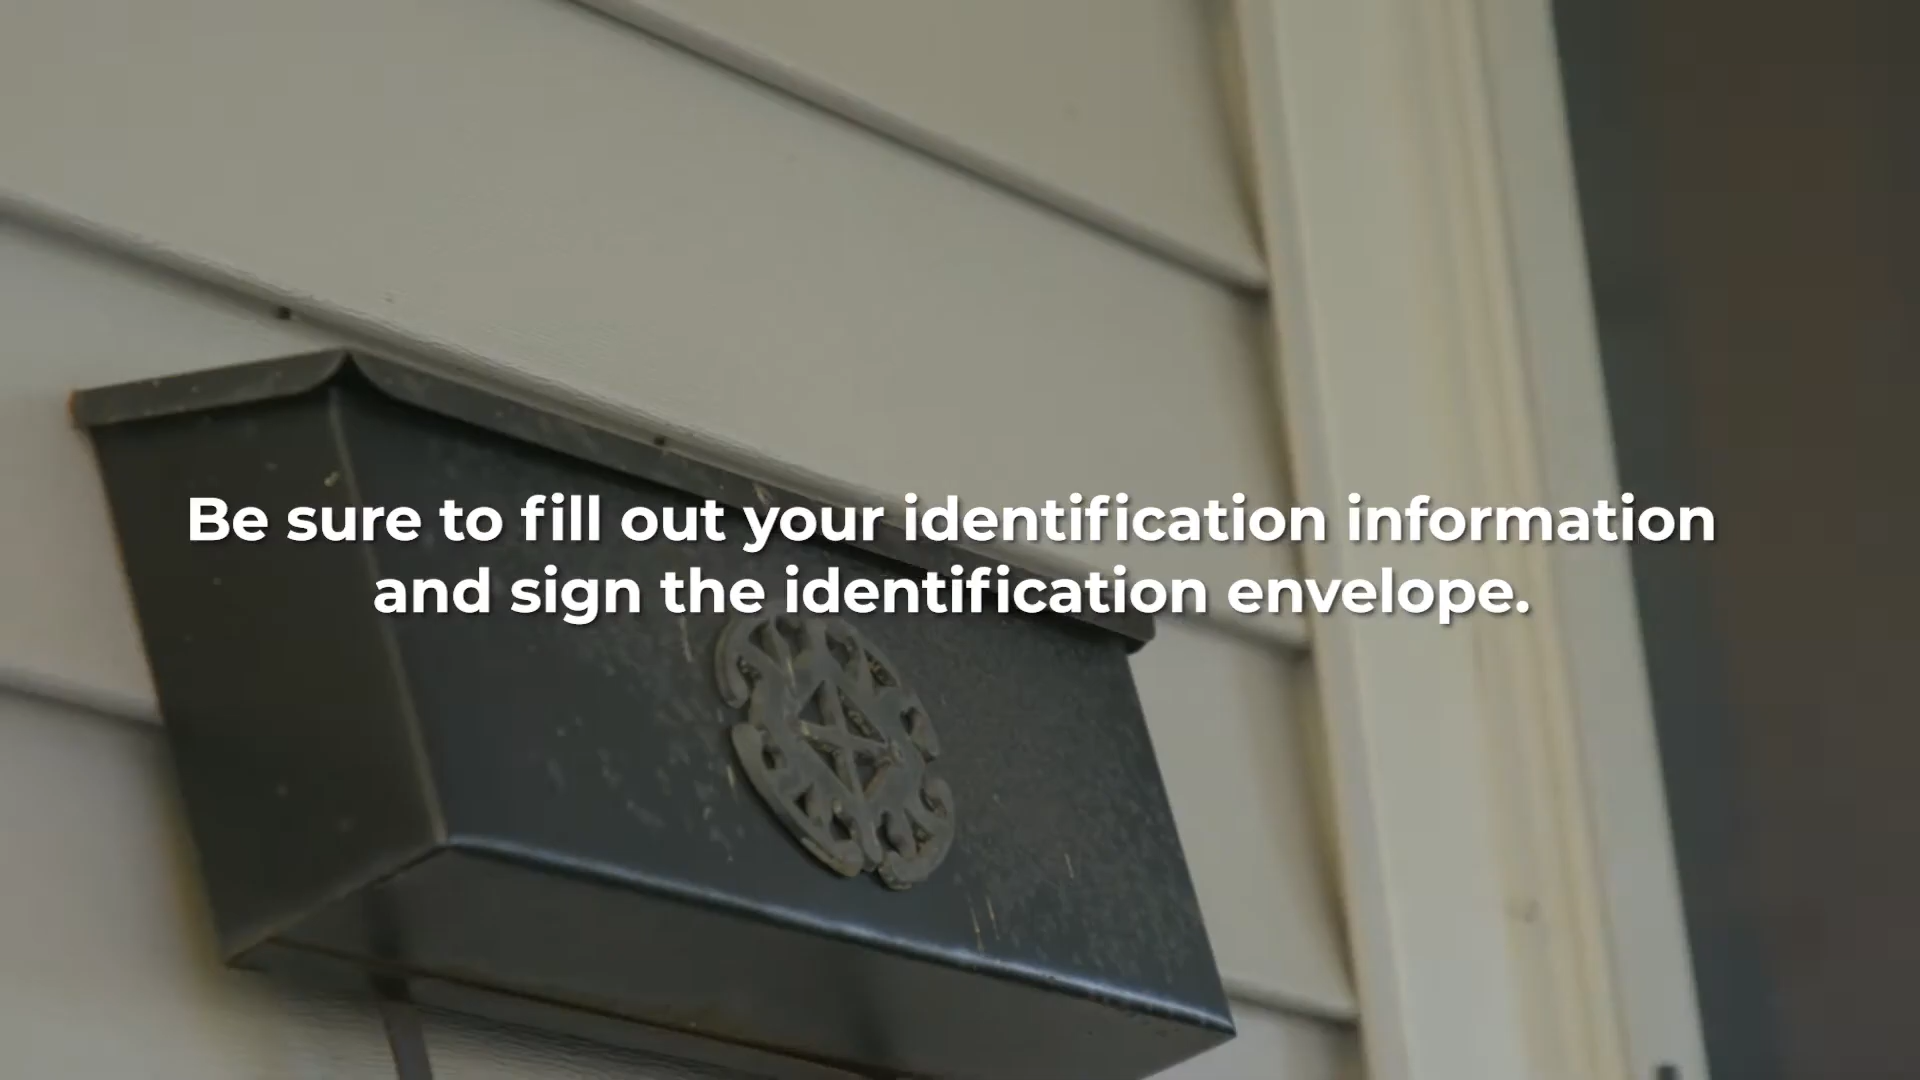 Be sure to fill out your identification information
and sign the identification envelope.